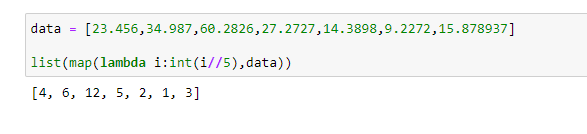 data = [23.456,34.987,60.2826,27.2727,14.3898,9.2272,15.878937]
list(map(lambda i:int(i//5),data))
[4, 6, 12, 5, 2, 1, 3]